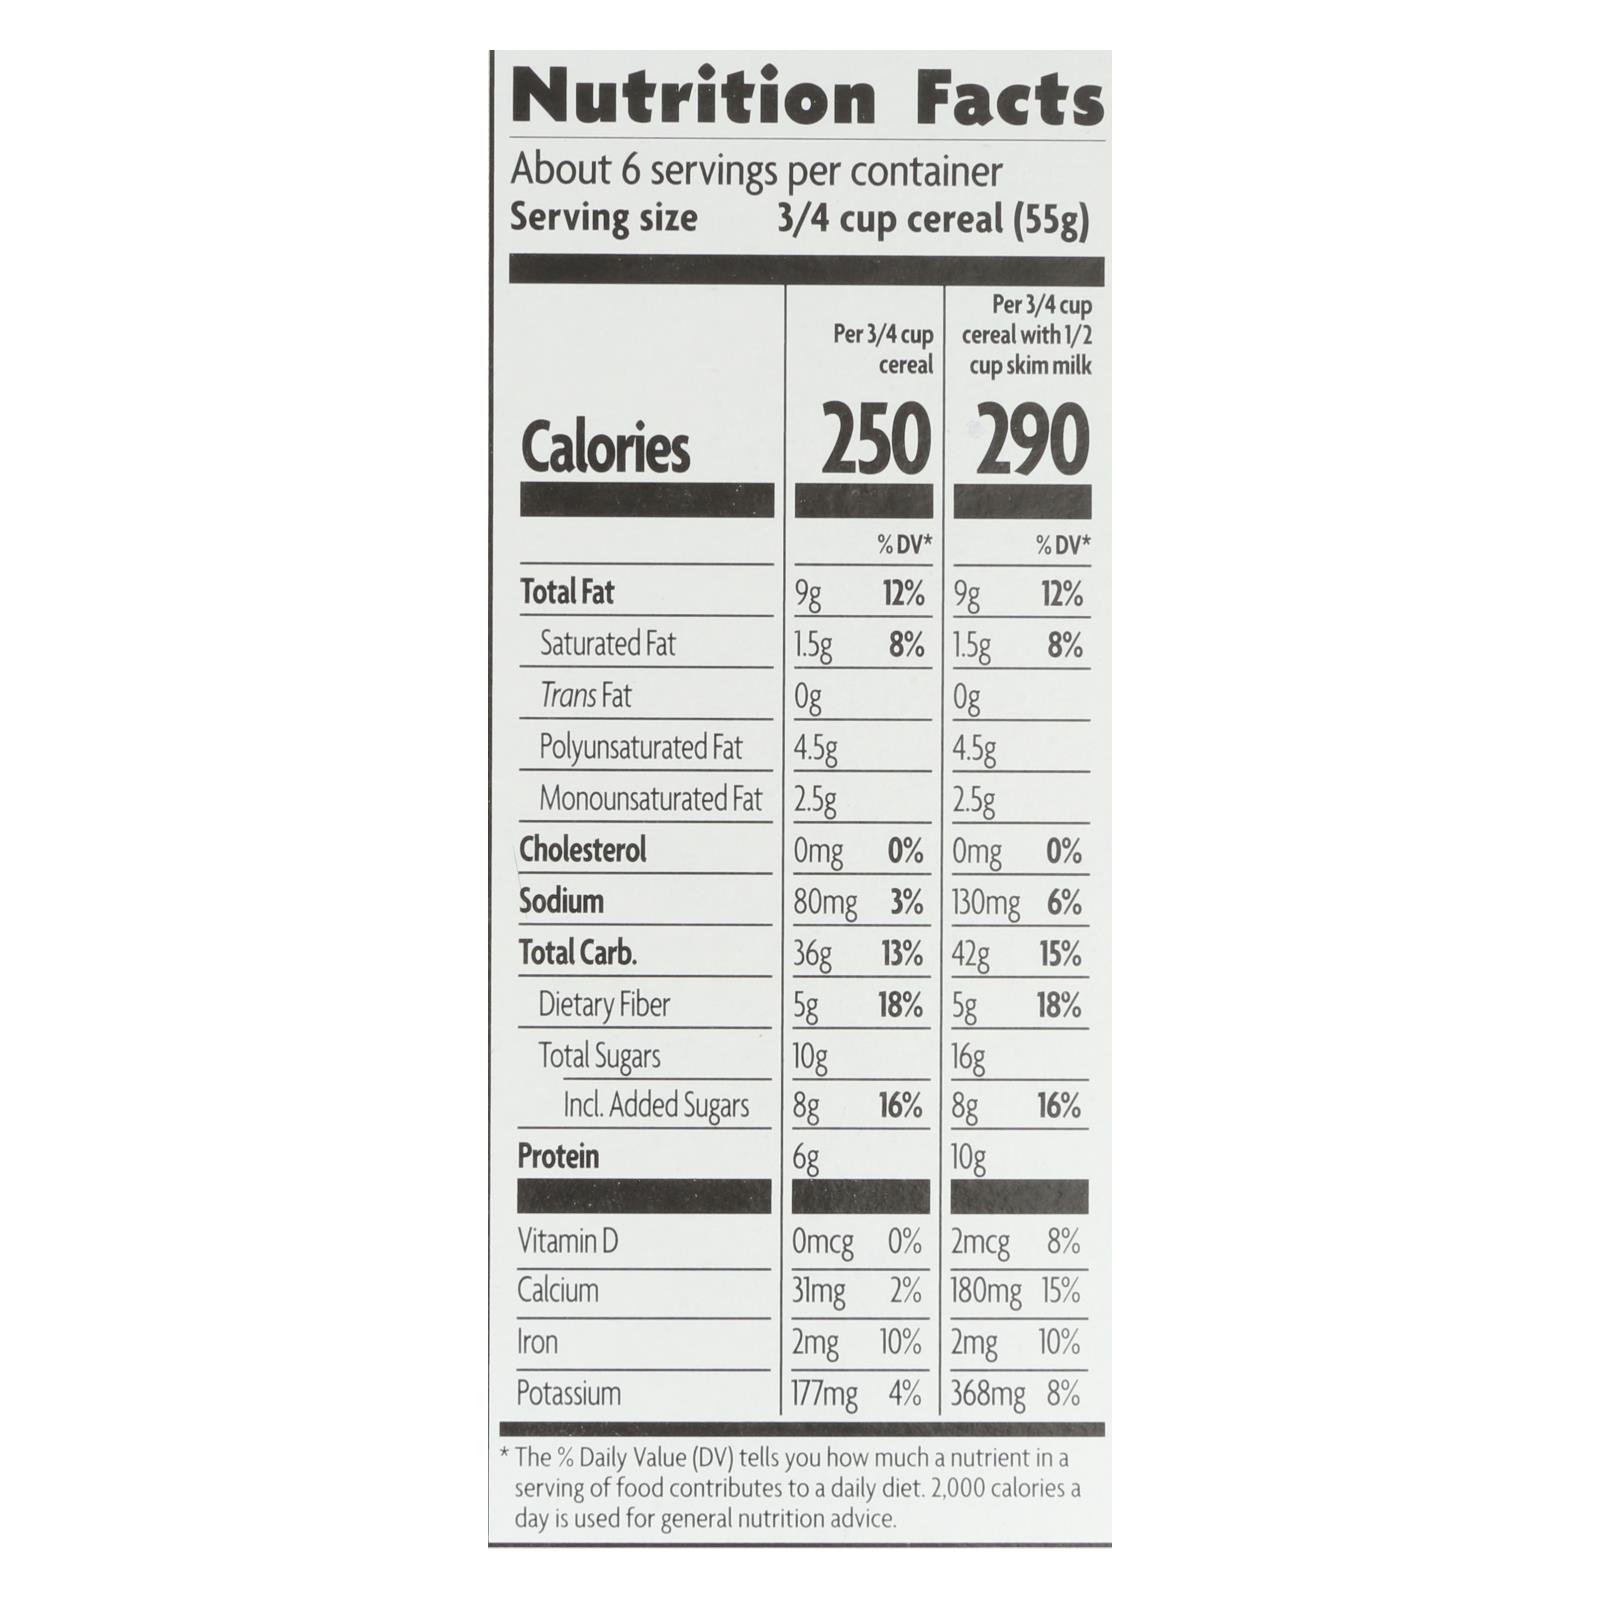 Nutrition Facts
About 6 servings per container
Serving size 3/4 cup cereal (55g)
Per 3/4 cup
cereal
Per 3/4 cup
cereal with 1/2
cup skim milk
Calories 250 290
% DV* % DV*
Total Fat 9g 12% 9g 12%
Saturated Fat 1.5g 8% 1.5g 8%
Trans Fat 0g 0g
Polyunsaturated Fat 4.5g 4.5g
Monounsaturated Fat 2.5g 2.5g
Cholesterol 0mg 0% 0mg 0%
Sodium 80mg 3% 130mg 6%
Total Carb. 36g 13% 42g 15%
Dietary Fiber 5g 18% 5g 18%
Total Sugars 10g 16g
Incl. Added Sugars 8g 16% 8g 16%
Protein 6g 10g
Vitamin D 0mcg 0% 2mcg 8%
Calcium 31mg 2% 180mg 15%
Iron 2mg 10% 2mg 10%
Potassium 177mg 4% 368mg 8%
* The % Daily Value (DV) tells you how much a nutrient in a
serving of food contributes to a daily diet. 2,000 calories a
day is used for general nutrition advice.